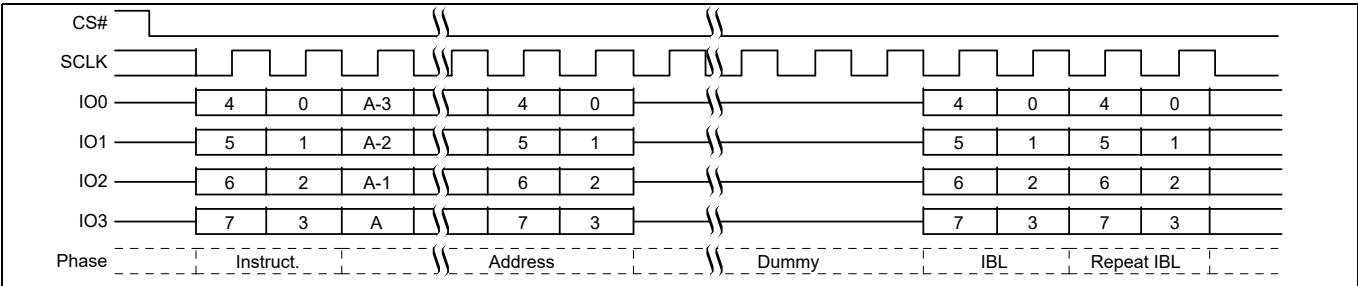 CS#
SCLK
IO0 4 0 A-3 4 0 4 0 4 0
IO1 5 1 A-2 5 1 5 1 5 1
IO2 6 2 A-1 6 2 6 2 6 2
IO3 7 3 A 7 3 7 3 7 3
Phase Instruct. Address Dummy IBL Repeat IBL